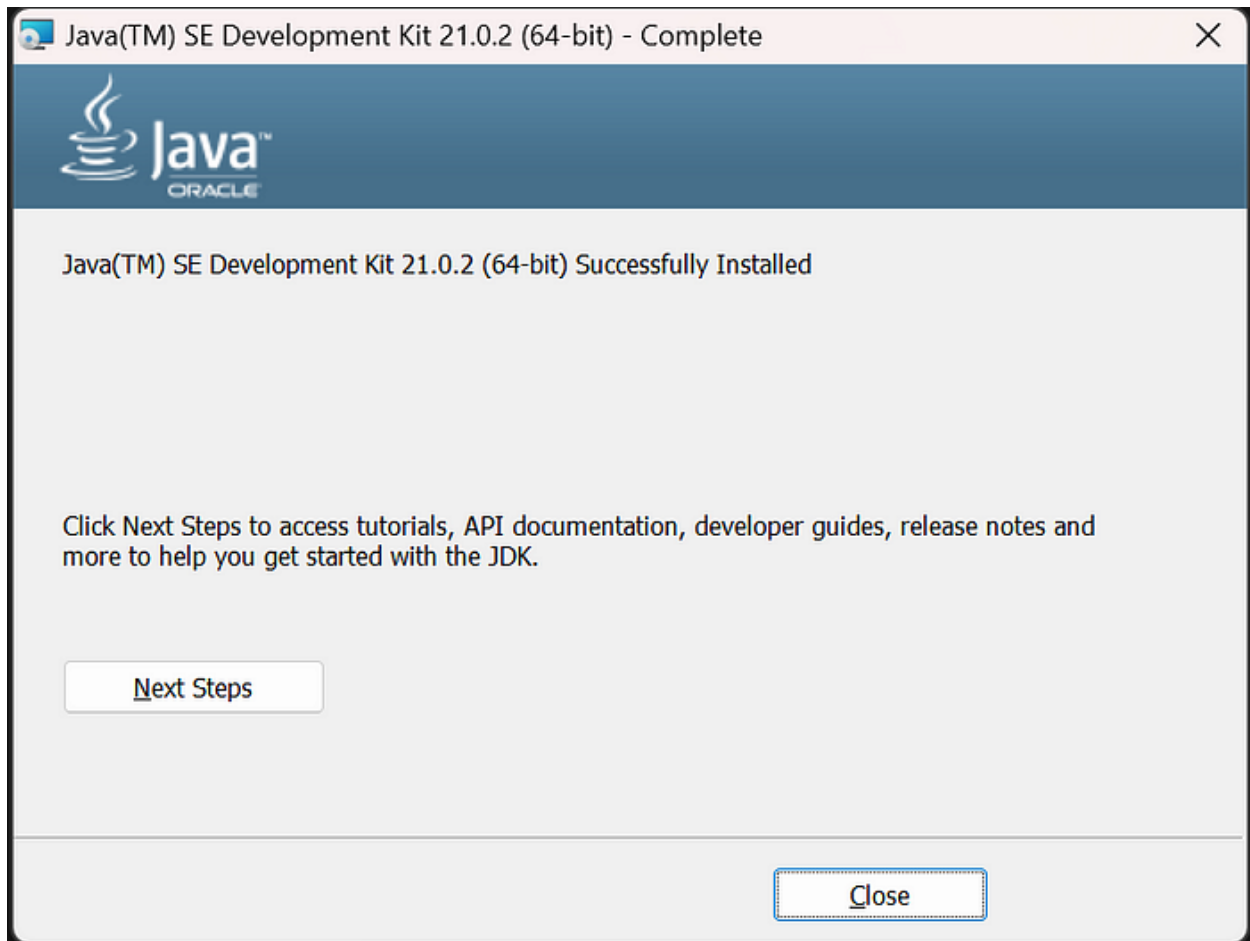 Java(TM) SE Development Kit 21.0.2 (64-bit) - Complete
Java™
ORACLE
Java(TM) SE Development Kit 21.0.2 (64-bit) Successfully Installed
Click Next Steps to access tutorials, API documentation, developer guides, release notes and
more to help you get started with the JDK.
Next Steps
Close